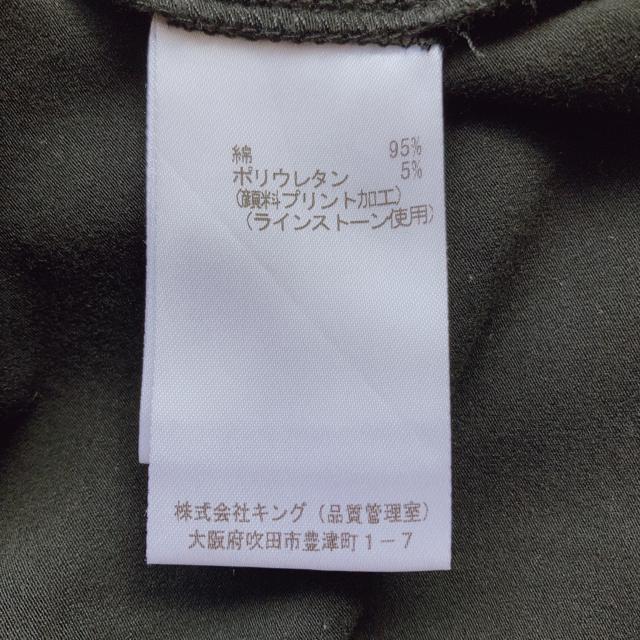 綿 95%
ポリウレタン 5%
(顔料プリント加工)
(ラインストーン使用)
株式会社キング(品質管理室)
大阪府吹田市豊津町1-7